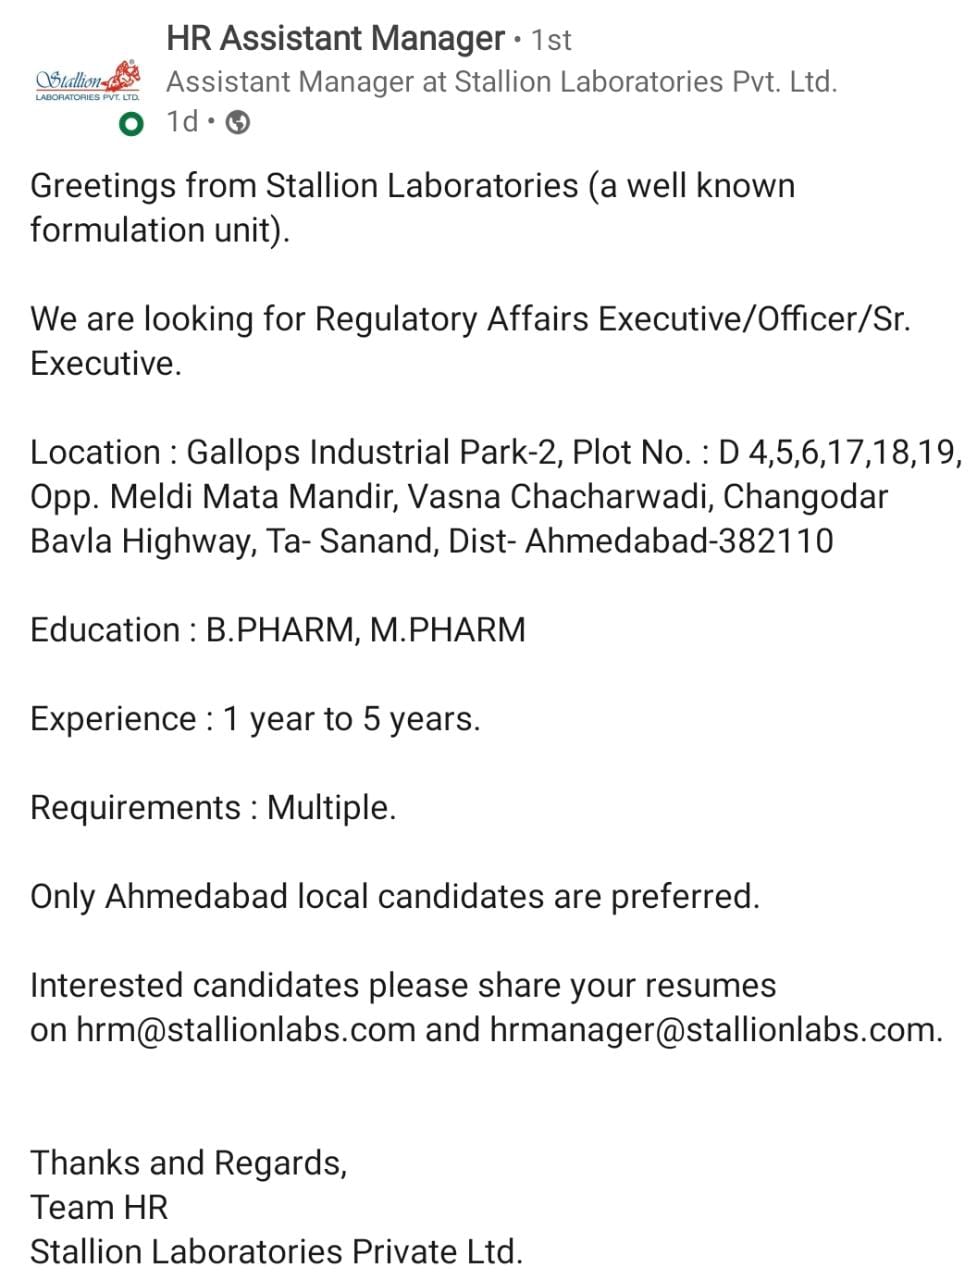 HR Assistant Manager • 1st
Stallion
LABORATORIES PVT. LTD.
Assistant Manager at Stallion Laboratories Pvt. Ltd.
1d •
Greetings from Stallion Laboratories (a well known
formulation unit).
We are looking for Regulatory Affairs Executive/Officer/Sr.
Executive.
Location : Gallops Industrial Park-2, Plot No. : D 4,5,6,17,18,19,
Opp. Meldi Mata Mandir, Vasna Chacharwadi, Changodar
Bavla Highway, Ta- Sanand, Dist- Ahmedabad-382110
Education : B.PHARM, M.PHARM
Experience : 1 year to 5 years.
Requirements : Multiple.
Only Ahmedabad local candidates are preferred.
Interested candidates please share your resumes
on hrm@stallionlabs.com and hrmanager@stallionlabs.com.
Thanks and Regards,
Team HR
Stallion Laboratories Private Ltd.